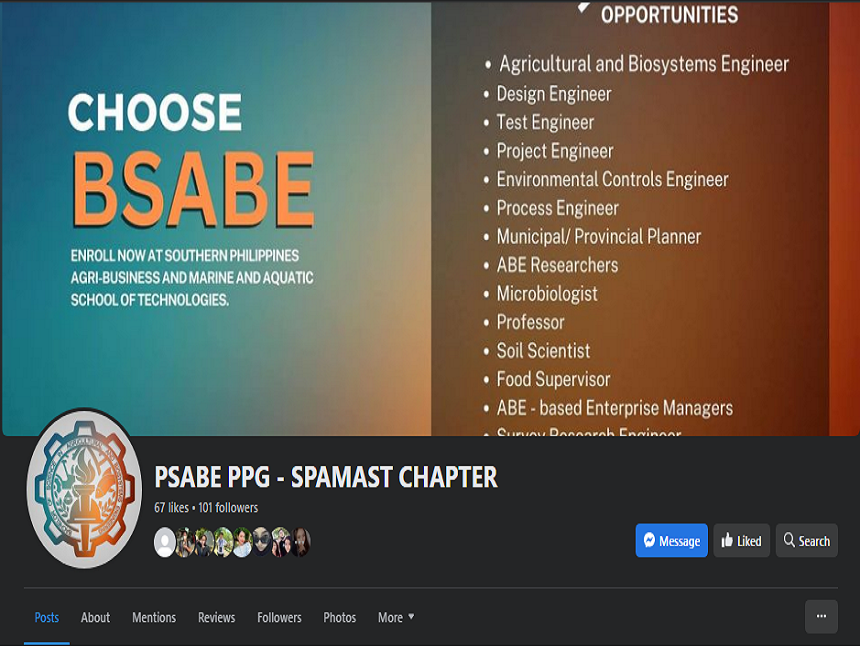 OPPORTUNITIES
CHOOSE
BSABE
ENROLL NOW AT SOUTHERN PHILIPPINES
AGRI-BUSINESS AND MARINE AND AQUATIC
SCHOOL OF TECHNOLOGIES.
• Agricultural and Biosystems Engineer
• Design Engineer
• Test Engineer
• Project Engineer
• Environmental Controls Engineer
• Process Engineer
• Municipal/ Provincial Planner
• ABE Researchers
• Microbiologist
• Professor
• Soil Scientist
• Food Supervisor
• ABE - based Enterprise Managers
• Survey Research Engineer
PSABE PPG - SPAMAST CHAPTER
67 likes • 101 followers
Message
Liked
Search
Posts
About
Mentions
Reviews
Followers
Photos
More